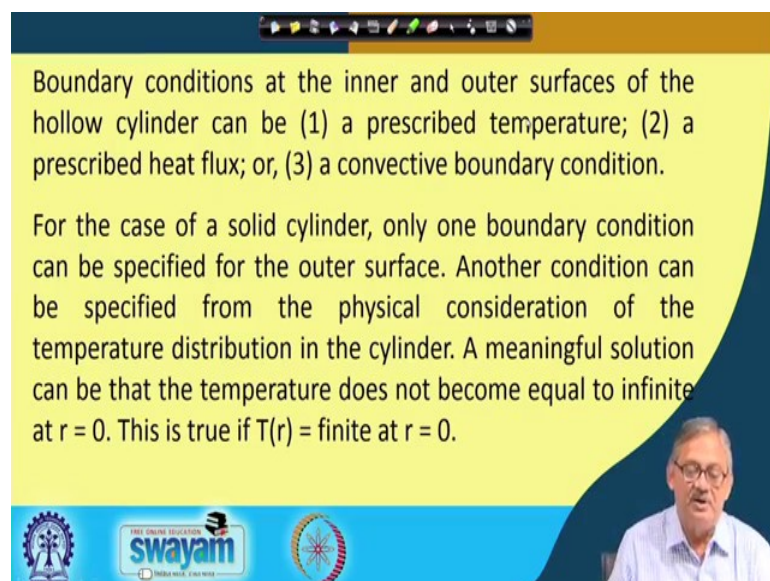 Boundary conditions at the inner and outer surfaces of the
hollow cylinder can be (1) a prescribed temperature; (2) a
prescribed heat flux; or, (3) a convective boundary condition.
For the case of a solid cylinder, only one boundary condition
can be specified for the outer surface. Another condition can
be specified from the physical consideration of the
temperature distribution in the cylinder. A meaningful solution
can be that the temperature does not become equal to infinite
at r = 0. This is true if T(r) = finite at r = 0.
FREE ONLINE EDUCATION
swayam